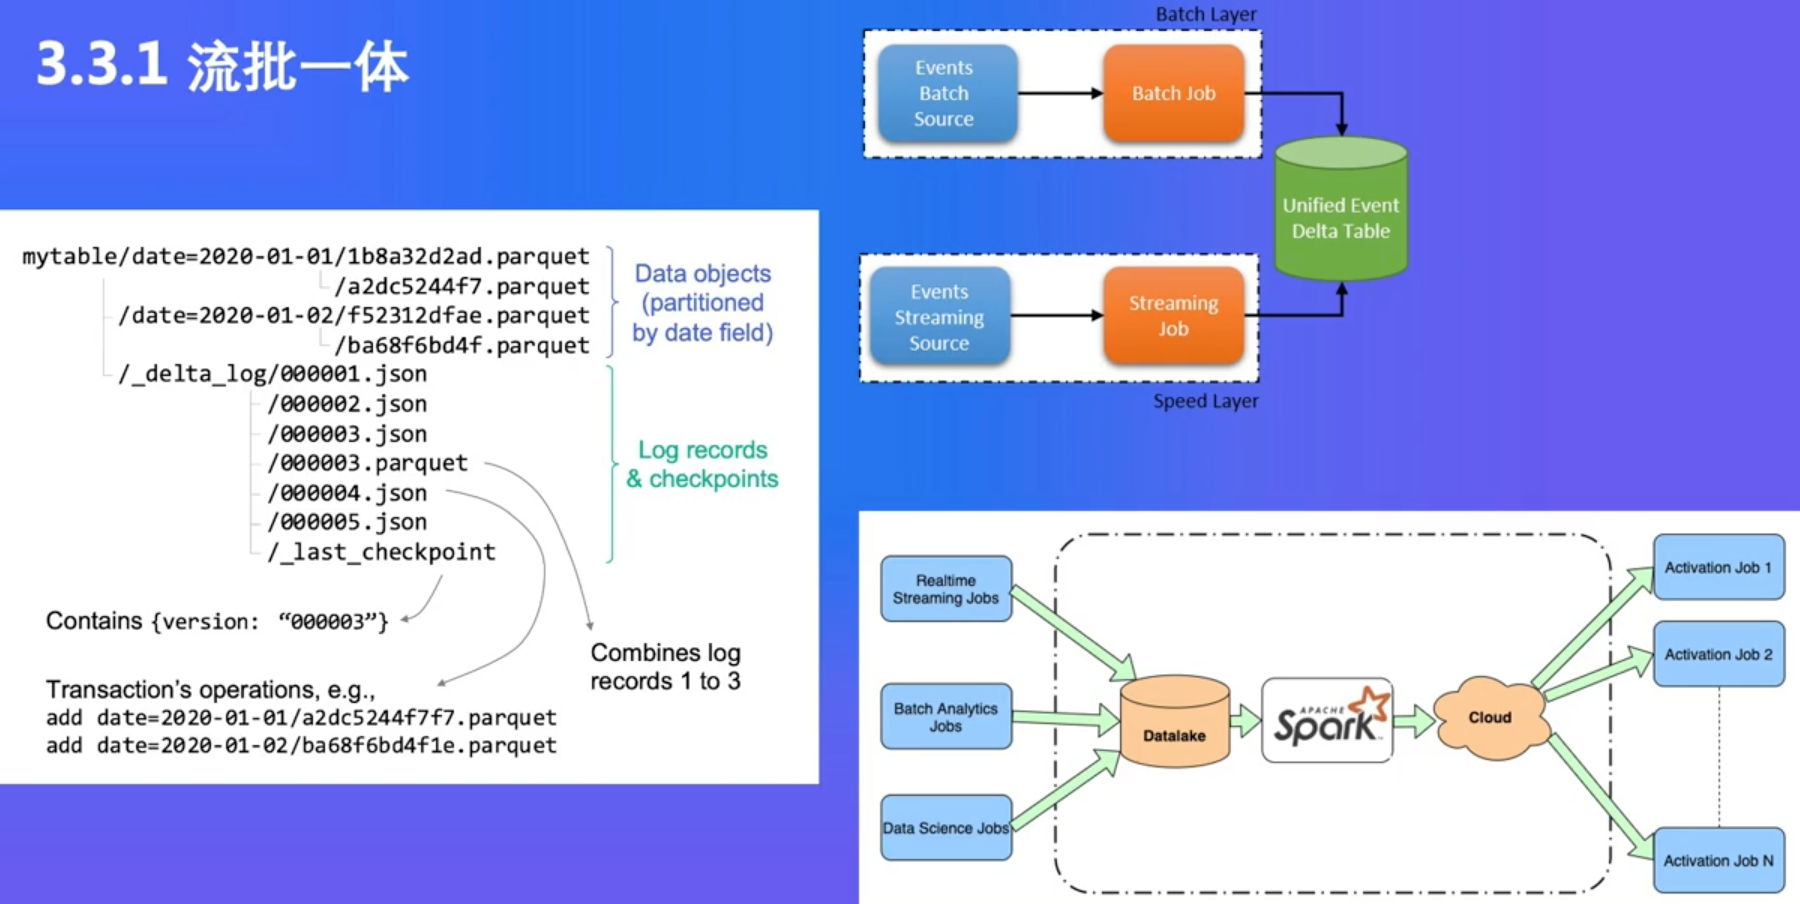 3.3.1 流批一体
mytable/date=2020-01-01/1b8a32d2ad.parquet
/a2dc5244f7.parquet
/date=2020-01-02/f52312dfae.parquet
/ba68f6bd4f.parquet
/_delta_log/000001.json
/000002.json
/000003.json
/000003.parquet
/000004.json
/000005.json
/_last_checkpoint
Data objects
(partitioned
by date field)
Log records
& checkpoints
Contains {version: “000003”}
Combines log
records 1 to 3
Transaction’s operations, e.g.,
add date=2020-01-01/a2dc5244f7f7.parquet
add date=2020-01-02/ba68f6bd4f1e.parquet
Batch Layer
Events
Batch
Source
Batch Job
Unified Event
Delta Table
Events
Streaming
Source
Streaming
Job
Speed Layer
Realtime
Streaming Jobs
Batch Analytics
Jobs
Data Science Jobs
Datalake
APACHE
Spark
Cloud
Activation Job 1
Activation Job 2
Activation Job N